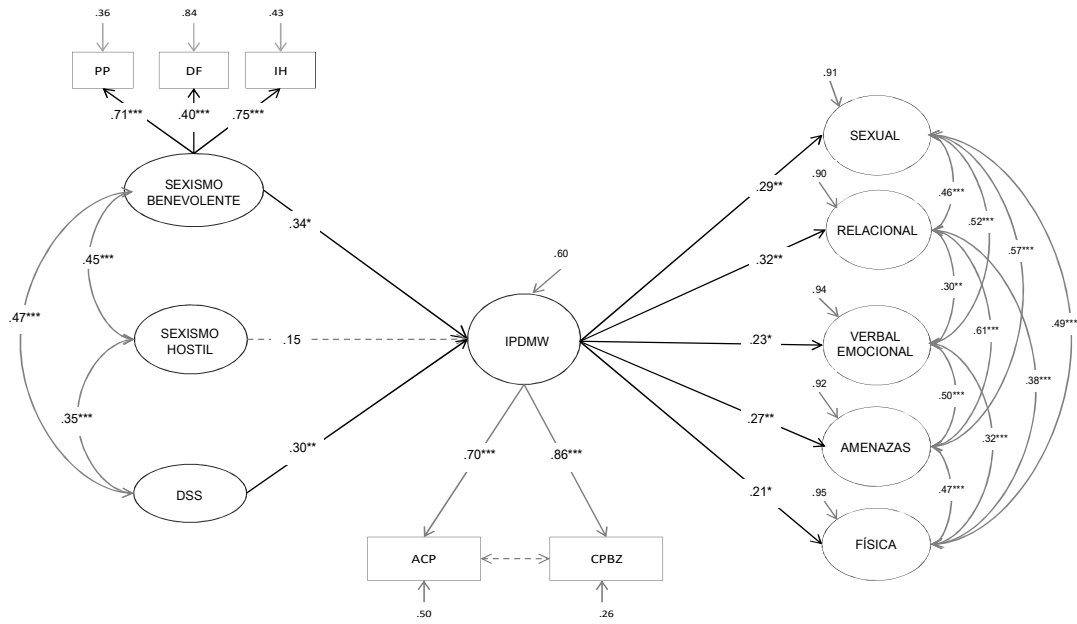 .36
.84
.43
PP
DF
IH
.71***
.40***
.75***
SEXISMO
BENEVOLENTE
.45***
.47***
SEXISMO
HOSTIL
.35***
DSS
.34*
.15
.30**
.60
IPDMW
.70***
.86***
ACP
CPBZ
.50
.26
.29**
.32**
.23*
.27**
.21*
.91
SEXUAL
.90
RELACIONAL
.94
VERBAL
EMOCIONAL
.92
AMENAZAS
.95
FÍSICA
.46***
.52***
.57***
.30**
.49***
.61***
.38***
.50***
.32***
.47***